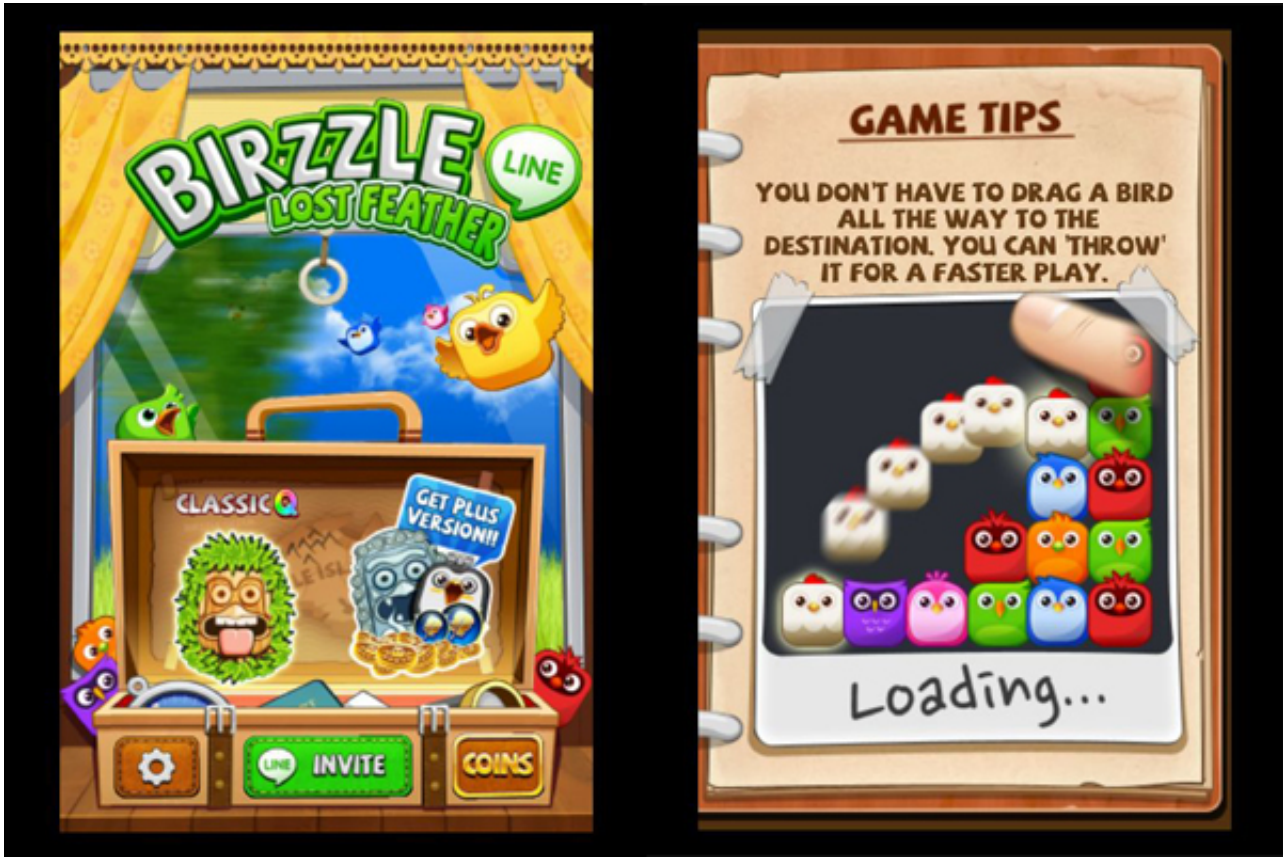 BIRZZLE
LINE
LOST FEATHER
CLASSIC Q
GET PLUS
VERSION!!
LINE INVITE
COINS
GAME TIPS
YOU DON'T HAVE TO DRAG A BIRD
ALL THE WAY TO THE
DESTINATION. YOU CAN 'THROW'
IT FOR A FASTER PLAY.
Loading...